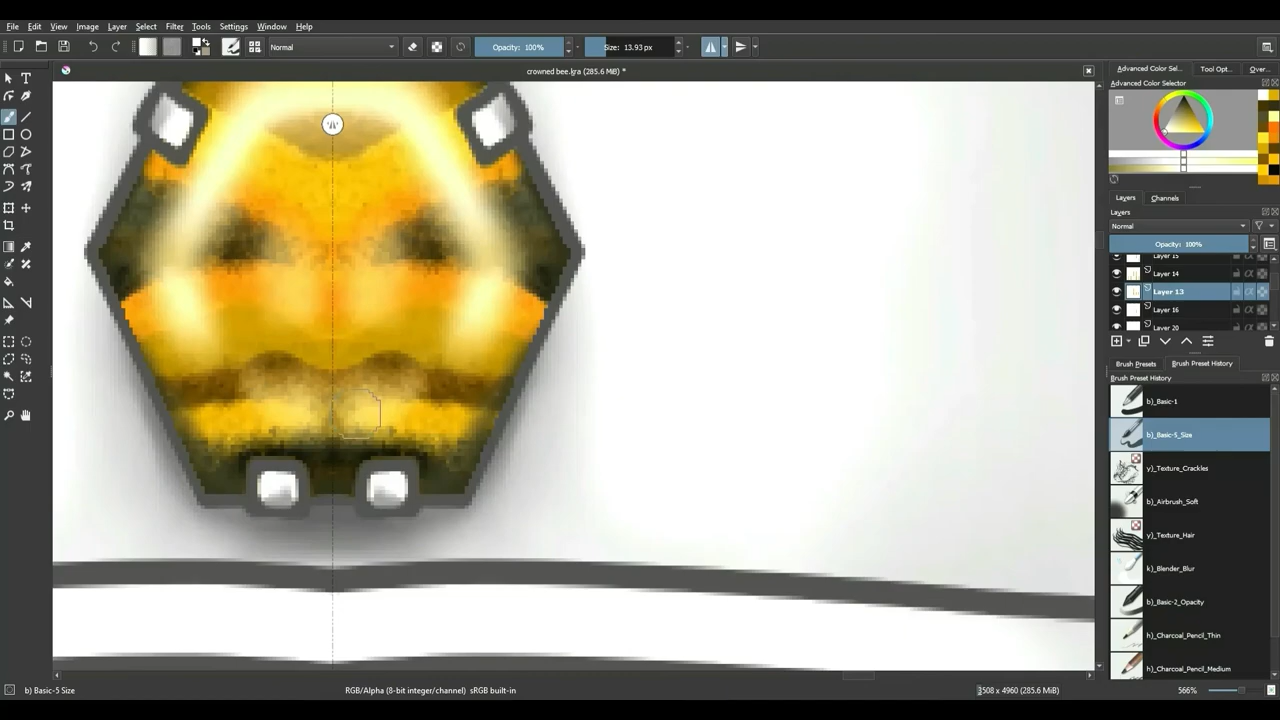 File Edit View Image Layer Select Filter Tools Settings Window Help
Normal Opacity: 100% Size: 13.93 px
crowned bee.kra (285.6 MiB) *
Advanced Color Sel... Tool Opt... Over...
Advanced Color Selector
Layers Channels
Layers
Normal
Opacity: 100%
Layer 15
Layer 14
Layer 13
Layer 16
Layer 20
Brush Presets Brush Preset History
Brush Preset History
b)_Basic-1
b)_Basic-5_Size
y)_Texture_Crackles
b)_Airbrush_Soft
y)_Texture_Hair
k)_Blender_Blur
b)_Basic-2_Opacity
h)_Charcoal_Pencil_Thin
h)_Charcoal_Pencil_Medium
b) Basic-5 Size RGB/Alpha (8-bit integer/channel) sRGB built-in 3508 x 4960 (285.6 MiB) 566%